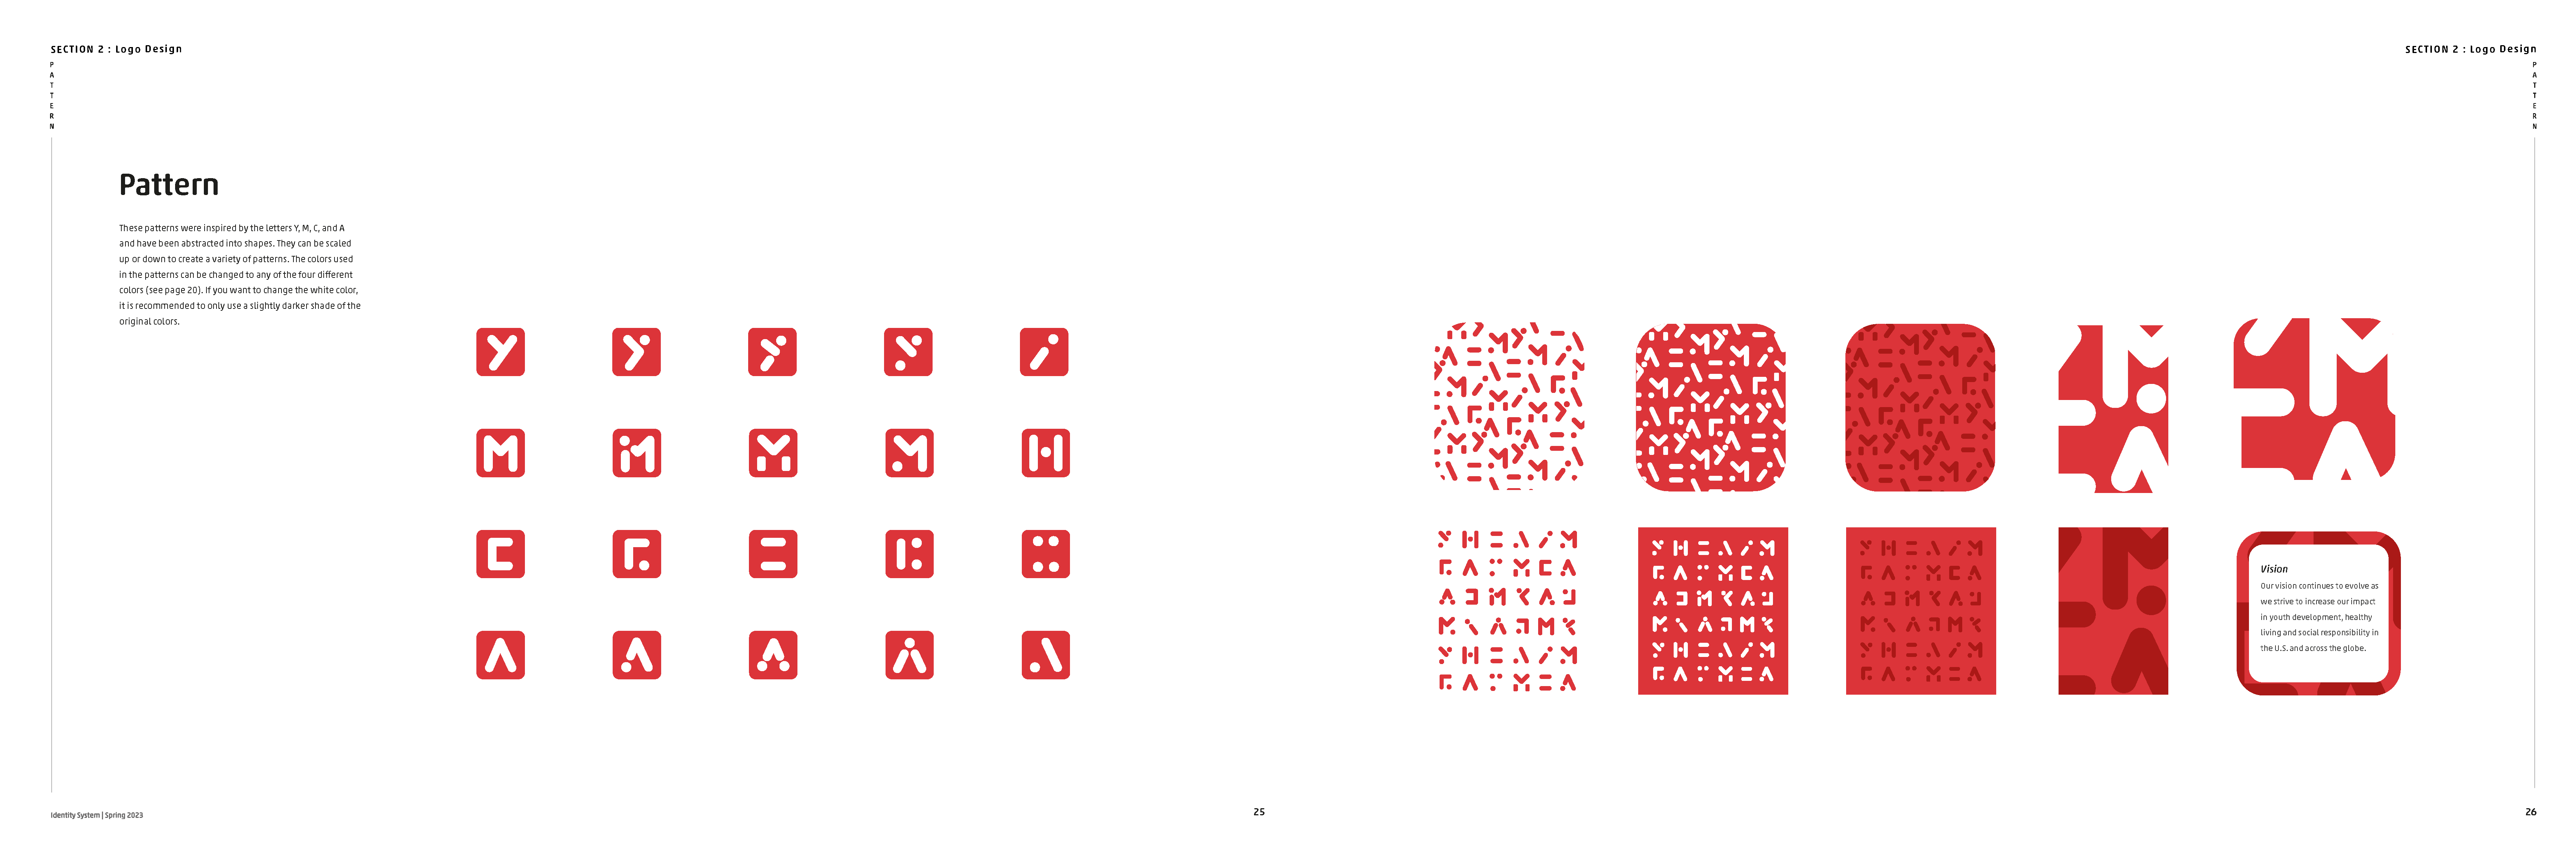 SECTION 2 : Logo Design
PATTERN
Pattern
These patterns were inspired by the letters Y, M, C, and A
and have been abstracted into shapes. They can be scaled
up or down to create a variety of patterns. The colors used
in the patterns can be changed to any of the four different
colors (see page 20). If you want to change the white color,
it is recommended to only use a slightly darker shade of the
original colors.
Identity System | Spring 2023
25
SECTION 2 : Logo Design
PATTERN
Vision
Our vision continues to evolve as
we strive to increase our impact
in youth development, healthy
living and social responsibility in
the U.S. and across the globe.
26